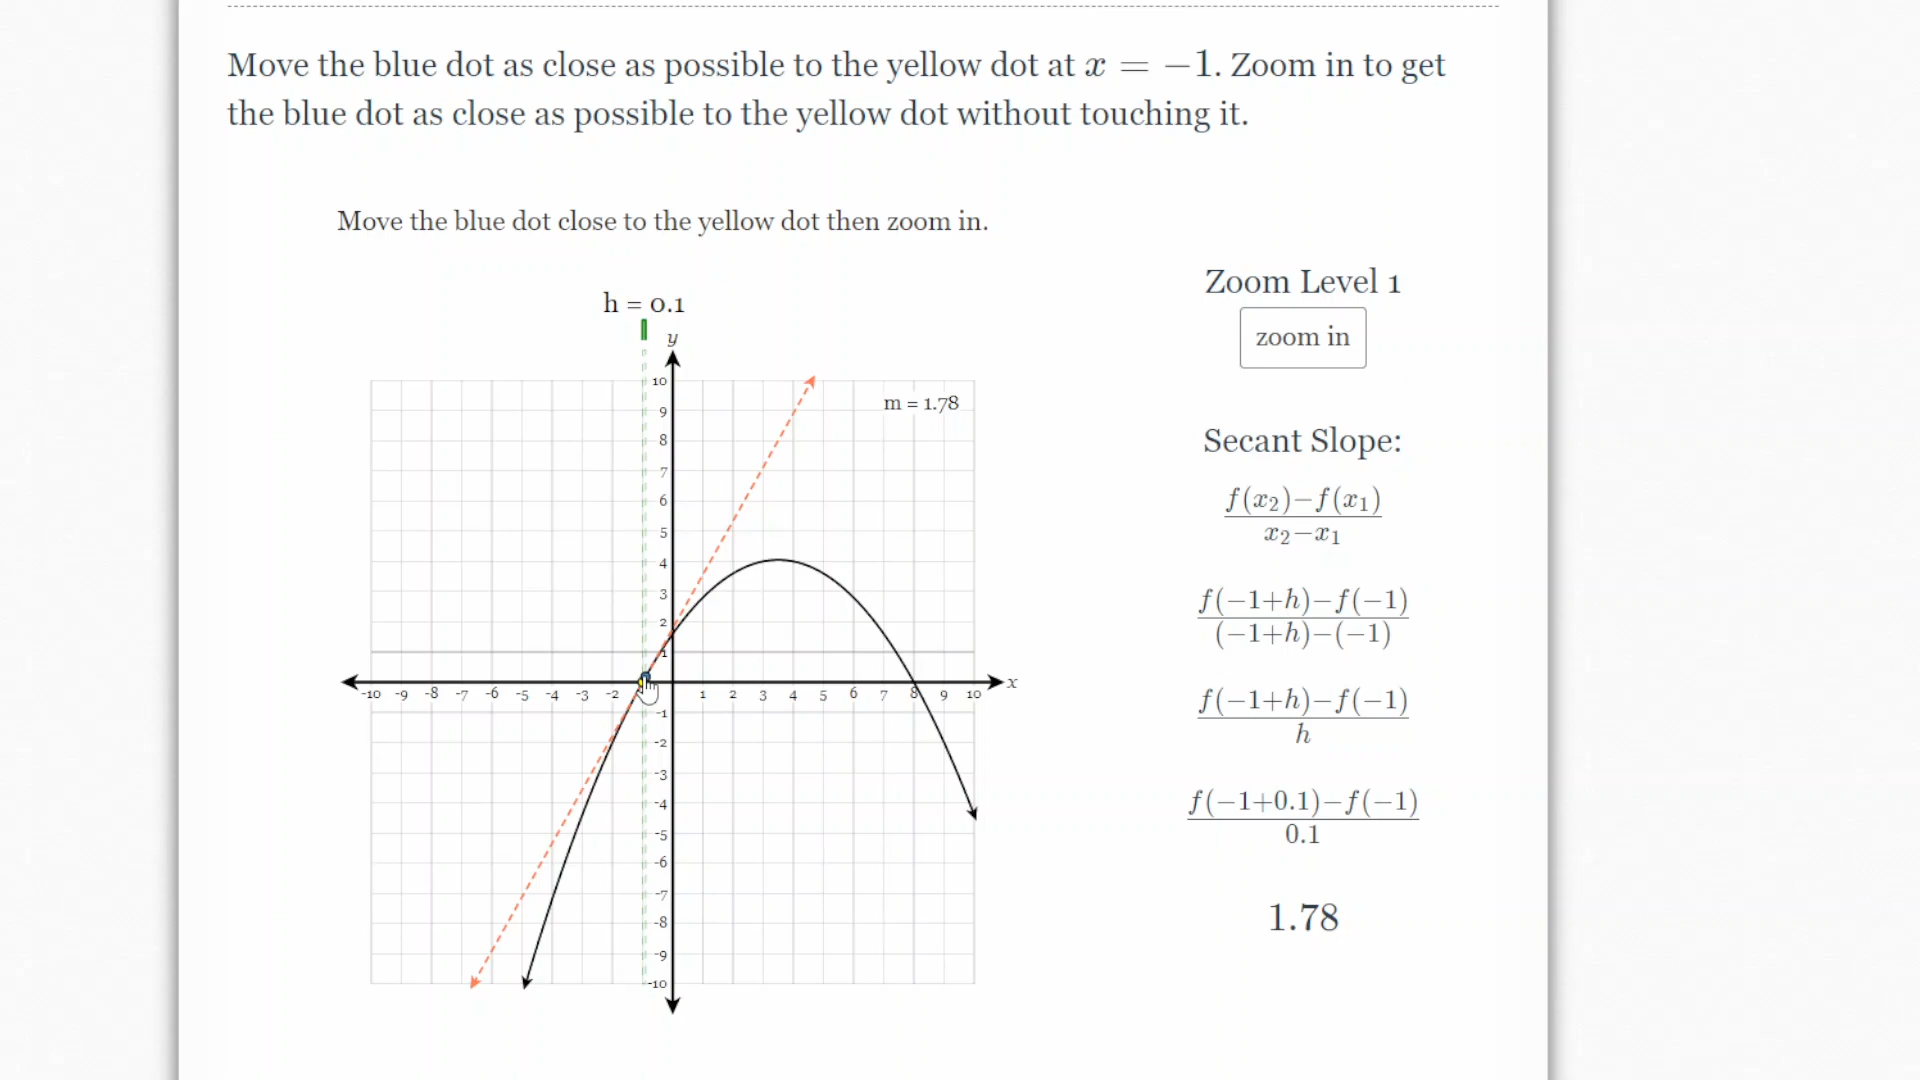 Move the blue dot as close as possible to the yellow dot at x = −1. Zoom in to get
the blue dot as close as possible to the yellow dot without touching it.
Move the blue dot close to the yellow dot then zoom in.
h = 0.1
y
m = 1.78
10
9
8
7
6
5
4
3
2
1
-10 -9 -8 -7 -6 -5 -4 -3 -2 1 2 3 4 5 6 7 8 9 10 x
-1
-2
-3
-4
-5
-6
-7
-8
-9
-10
Zoom Level 1
zoom in
Secant Slope:
f(x₂)−f(x₁)
x₂−x₁
f(−1+h)−f(−1)
(−1+h)−(−1)
f(−1+h)−f(−1)
h
f(−1+0.1)−f(−1)
0.1
1.78